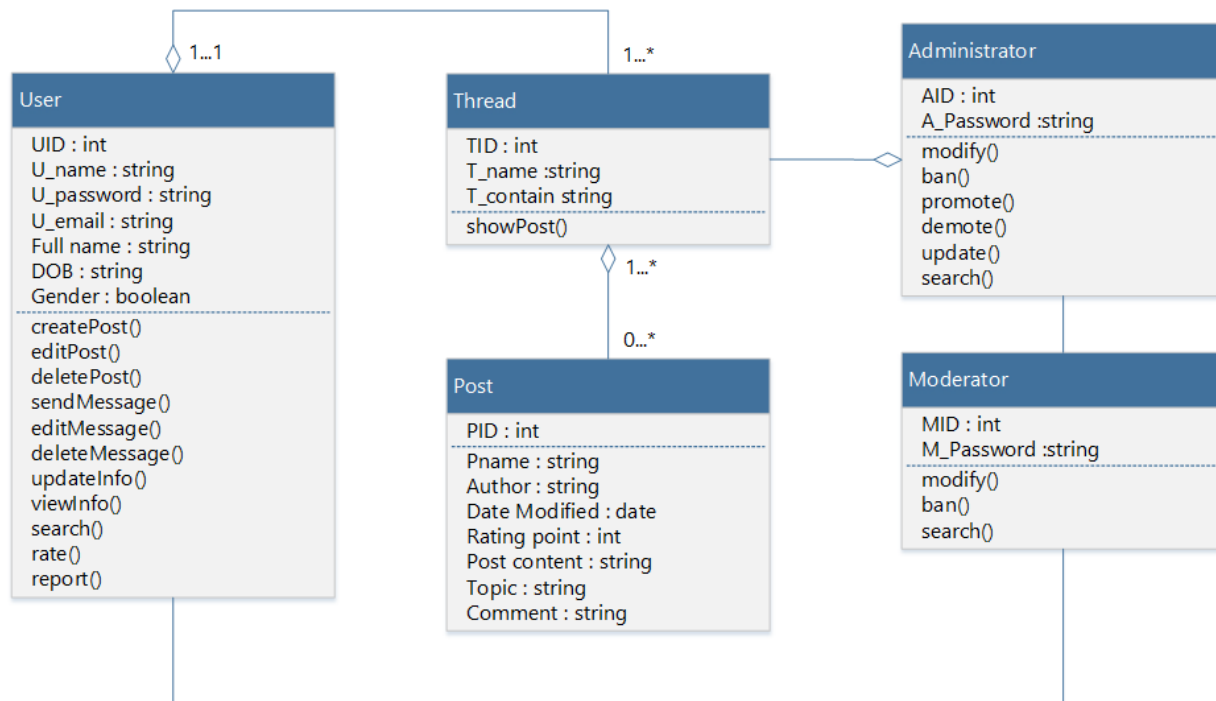 1...1
1...*
User
UID : int
U_name : string
U_password : string
U_email : string
Full name : string
DOB : string
Gender : boolean
createPost()
editPost()
deletePost()
sendMessage()
editMessage()
deleteMessage()
updateInfo()
viewInfo()
search()
rate()
report()
Thread
TID : int
T_name :string
T_contain string
showPost()
1...*
0...*
Post
PID : int
Pname : string
Author : string
Date Modified : date
Rating point : int
Post content : string
Topic : string
Comment : string
Administrator
AID : int
A_Password :string
modify()
ban()
promote()
demote()
update()
search()
Moderator
MID : int
M_Password :string
modify()
ban()
search()